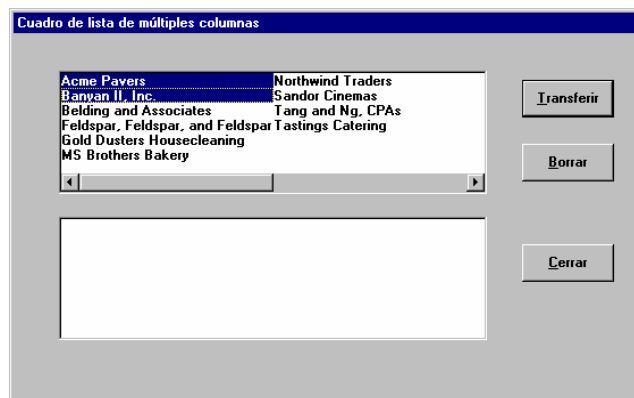 Cuadro de lista de múltiples columnas
Acme Pavers
Banyan II, Inc.
Belding and Associates
Feldspar, Feldspar, and Feldspar
Gold Dusters Housecleaning
MS Brothers Bakery
Northwind Traders
Sandor Cinemas
Tang and Ng, CPAs
Tastings Catering
Transferir
Borrar
Cerrar